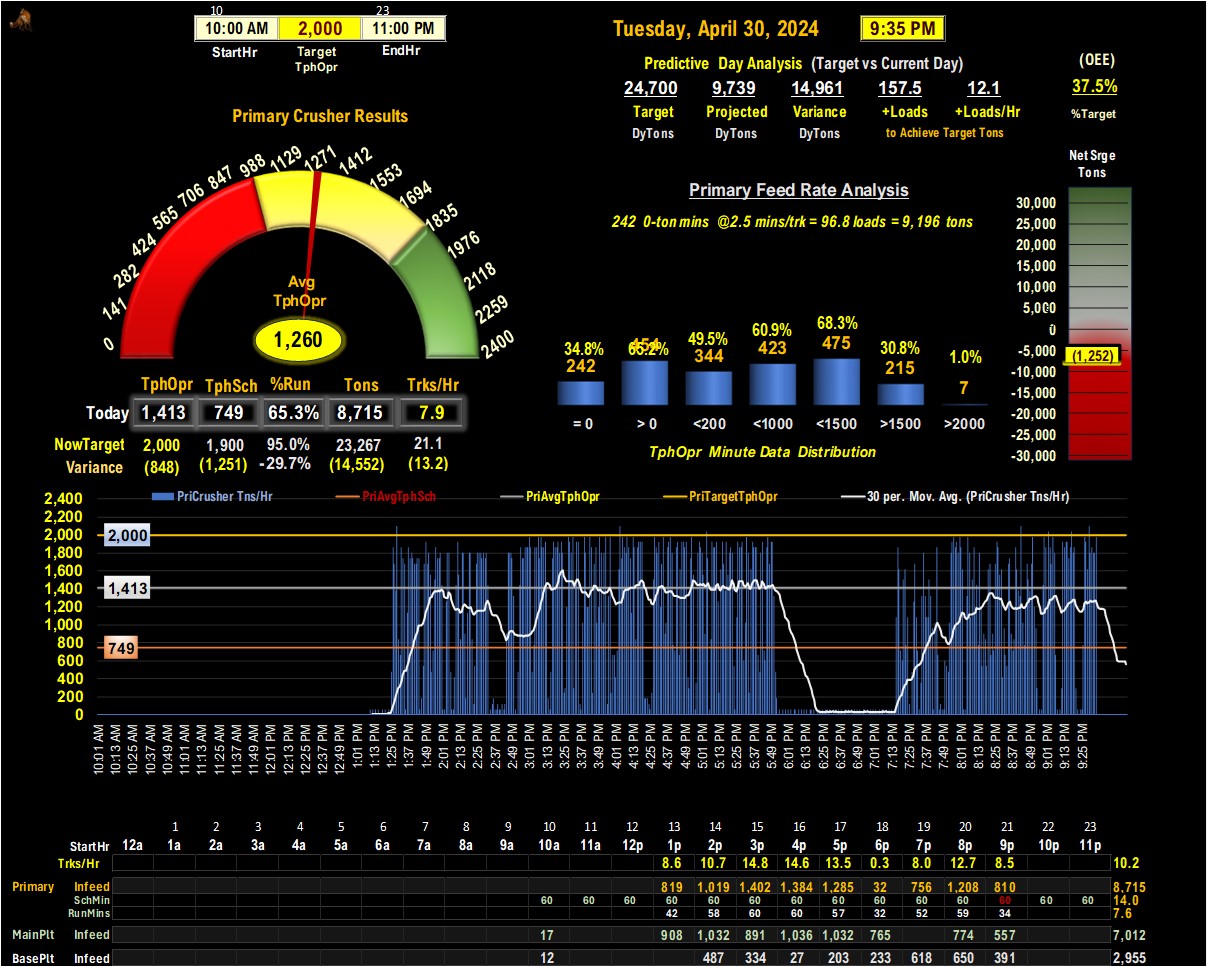 10 23
10:00 AM 2,000 11:00 PM
StartHr Target EndHr
TphOpr
Tuesday, April 30, 2024 9:35 PM
Predictive Day Analysis (Target vs Current Day)
24,700 9,739 14,961 157.5 12.1
Target Projected Variance +Loads +Loads/Hr
DyTons DyTons DyTons to Achieve Target Tons
(OEE)
37.5%
%Target
Primary Crusher Results
0 141 282 424 565 706 847 988 1129 1271 1412 1553 1694 1835 1976 2118 2259 2400
Avg
TphOpr
1,260
TphOpr TphSch %Run Tons Trks/Hr
Today 1,413 749 65.3% 8,715 7.9
NowTarget 2,000 1,900 95.0% 23,267 21.1
Variance (848) (1,251) -29.7% (14,552) (13.2)
Primary Feed Rate Analysis
242 0-ton mins @2.5 mins/trk = 96.8 loads = 9,196 tons
34.8% 65.2% 49.5% 60.9% 68.3% 30.8% 1.0%
242 454 344 423 475 215 7
= 0 > 0 <200 <1000 <1500 >1500 >2000
TphOpr Minute Data Distribution
Net Srge
Tons
30,000
25,000
20,000
15,000
10,000
5,000
0
-5,000
(1,252)
-10,000
-15,000
-20,000
-25,000
-30,000
PriCrusher Tns/Hr PriAvgTphSch PriAvgTphOpr PriTargetTphOpr 30 per. Mov. Avg. (PriCrusher Tns/Hr)
2,400
2,200
2,000 2,000
1,800
1,600
1,400 1,413
1,200
1,000
800 749
600
400
200
0
10:01 AM 10:13 AM 10:25 AM 10:37 AM 10:49 AM 11:01 AM 11:13 AM 11:25 AM 11:37 AM 11:49 AM 12:01 PM 12:13 PM 12:25 PM 12:37 PM 12:49 PM 1:01 PM 1:13 PM 1:25 PM 1:37 PM 1:49 PM 2:01 PM 2:13 PM 2:25 PM 2:37 PM 2:49 PM 3:01 PM 3:13 PM 3:25 PM 3:37 PM 3:49 PM 4:01 PM 4:13 PM 4:25 PM 4:37 PM 4:49 PM 5:01 PM 5:13 PM 5:25 PM 5:37 PM 5:49 PM 6:01 PM 6:13 PM 6:25 PM 6:37 PM 6:49 PM 7:01 PM 7:13 PM 7:25 PM 7:37 PM 7:49 PM 8:01 PM 8:13 PM 8:25 PM 8:37 PM 8:49 PM 9:01 PM 9:13 PM 9:25 PM
1 2 3 4 5 6 7 8 9 10 11 12 13 14 15 16 17 18 19 20 21 22 23
StartHr 12a 1a 2a 3a 4a 5a 6a 7a 8a 9a 10a 11a 12p 1p 2p 3p 4p 5p 6p 7p 8p 9p 10p 11p
Trks/Hr 8.6 10.7 14.8 14.6 13.5 0.3 8.0 12.7 8.5 10.2
Primary Infeed 819 1,019 1,402 1,384 1,285 32 756 1,208 810 8,715
SchMin 60 60 60 60 60 60 60 60 60 60 60 60 60 60 14.0
RunMins 42 58 60 60 57 32 52 59 34 7.6
MainPlt Infeed 17 908 1,032 891 1,036 1,032 765 774 557 7,012
BasePlt Infeed 12 487 334 27 203 233 618 650 391 2,955